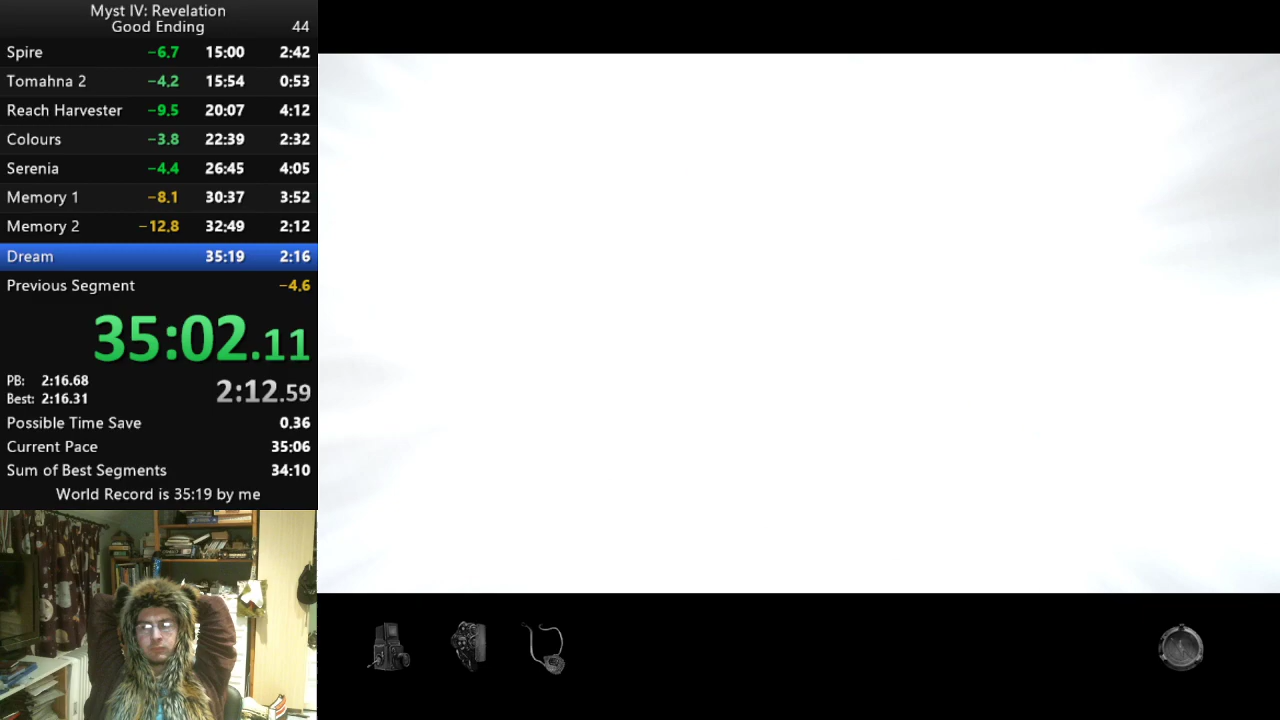 Myst IV: Revelation
Good Ending 44
Spire −6.7 15:00 2:42
Tomahna 2 −4.2 15:54 0:53
Reach Harvester −9.5 20:07 4:12
Colours −3.8 22:39 2:32
Serenia −4.4 26:45 4:05
Memory 1 −8.1 30:37 3:52
Memory 2 −12.8 32:49 2:12
Dream 35:19 2:16
Previous Segment −4.6
35:02.11
PB: 2:16.68
Best: 2:16.31
2:12.59
Possible Time Save 0.36
Current Pace 35:06
Sum of Best Segments 34:10
World Record is 35:19 by me